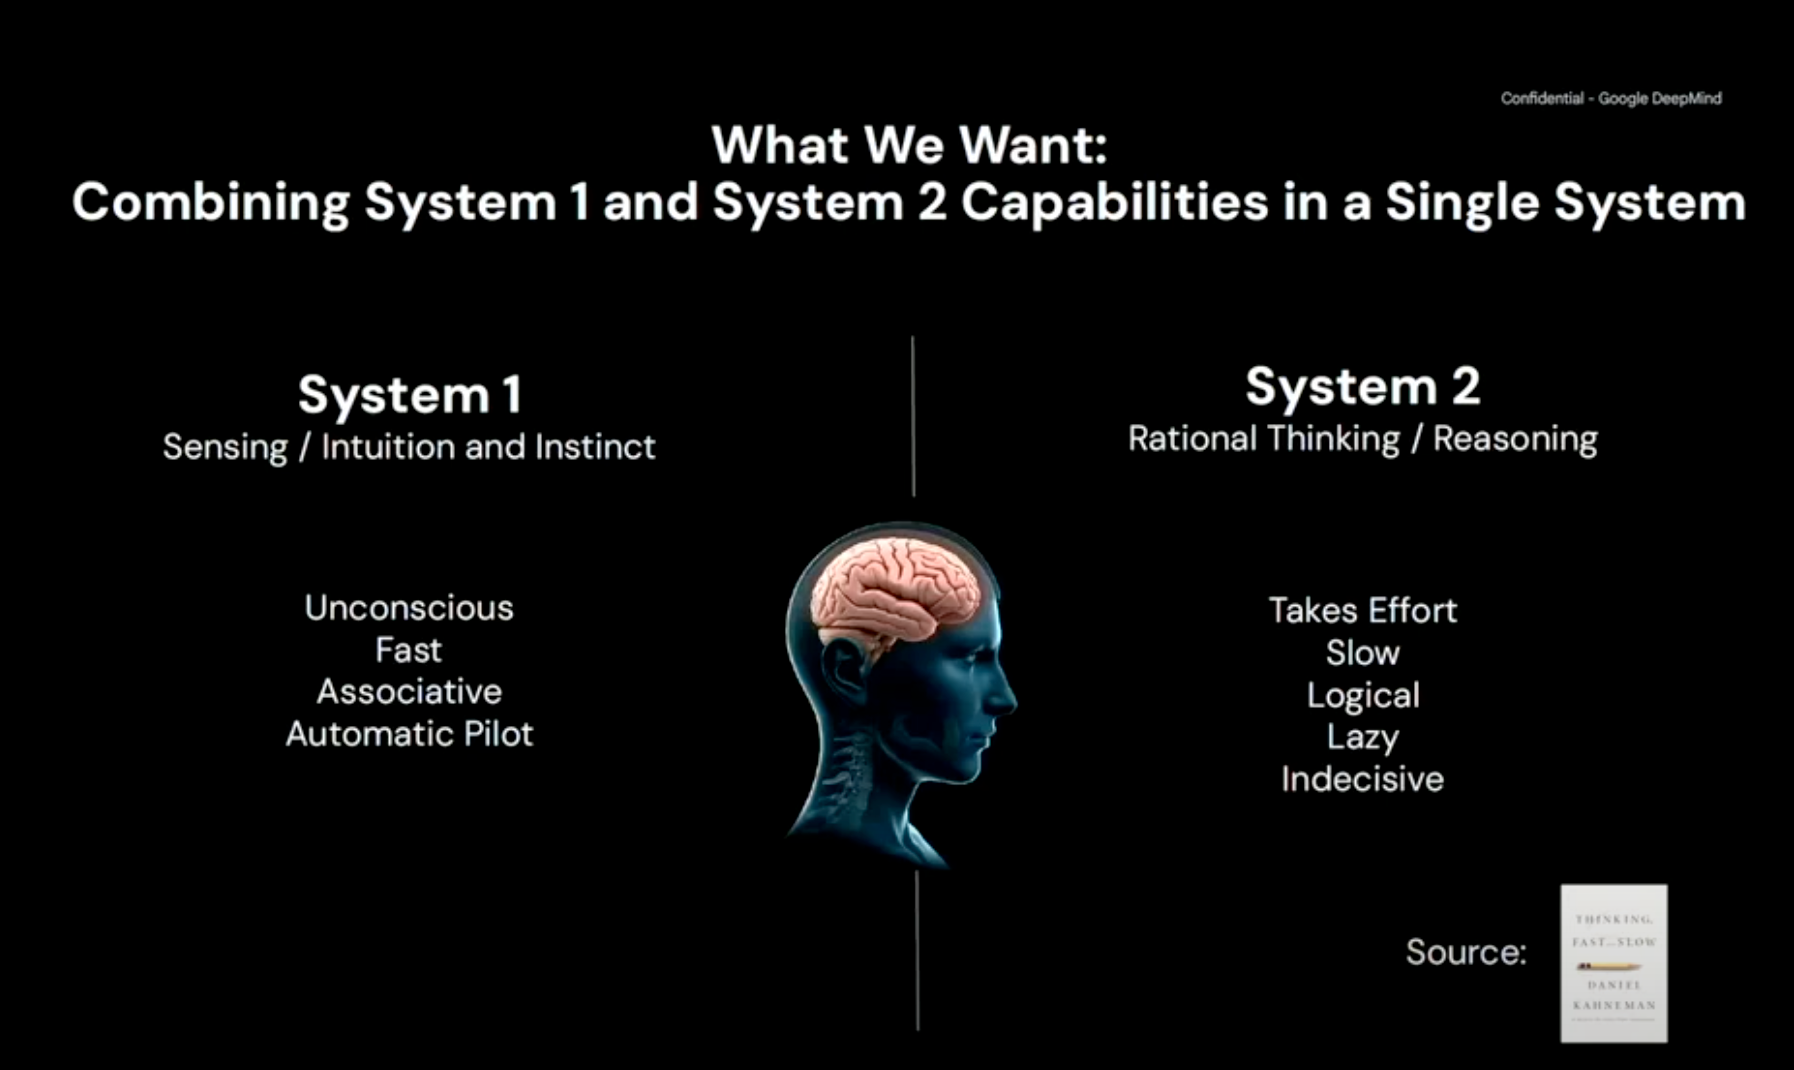 Confidential - Google DeepMind
What We Want:
Combining System 1 and System 2 Capabilities in a Single System
System 1
Sensing / Intuition and Instinct
Unconscious
Fast
Associative
Automatic Pilot
System 2
Rational Thinking / Reasoning
Takes Effort
Slow
Logical
Lazy
Indecisive
Source:
THINKING,
FAST AND SLOW
DANIEL
KAHNEMAN